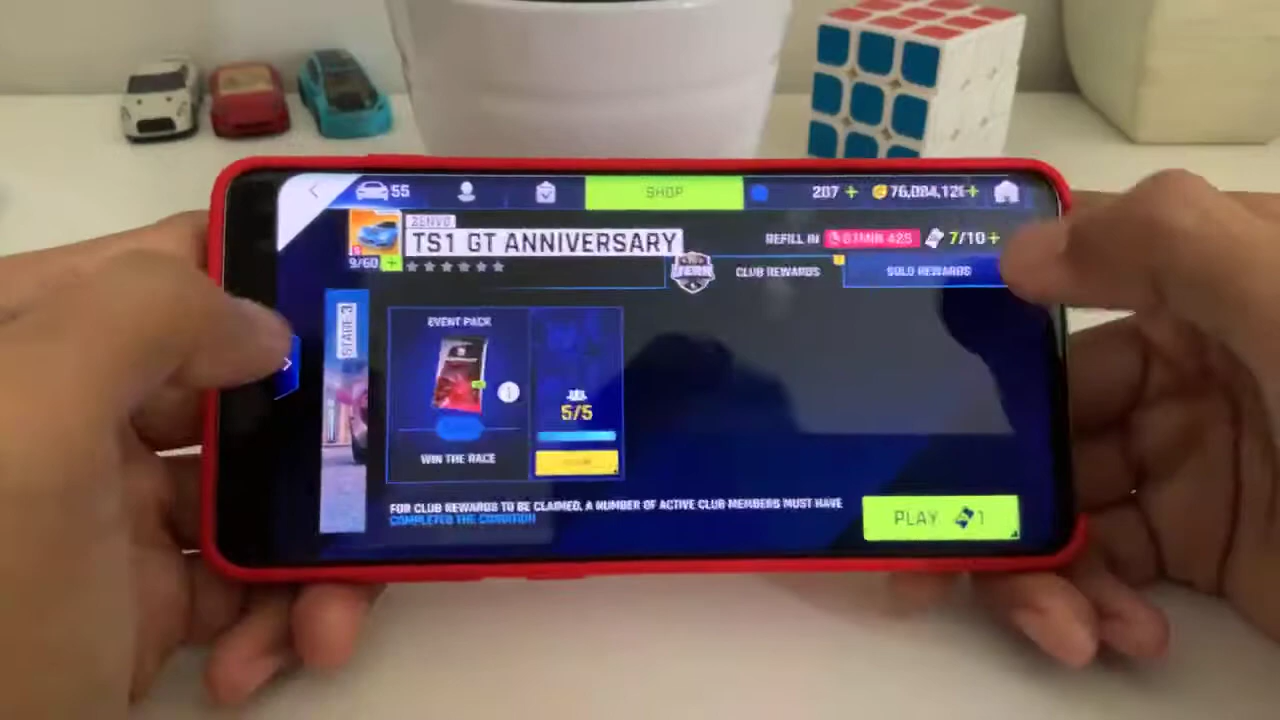 55
SHOP
207 +
ZENVO
TS1 GT ANNIVERSARY
9/60
REFILL IN
7/10 +
CLUB REWARDS
SOLO REWARDS
STAGE 3
EVENT PACK
5/5
WIN THE RACE
FOR CLUB REWARDS TO BE CLAIMED, A NUMBER OF ACTIVE CLUB MEMBERS MUST HAVE
COMPLETED THE CONDITION
PLAY 1